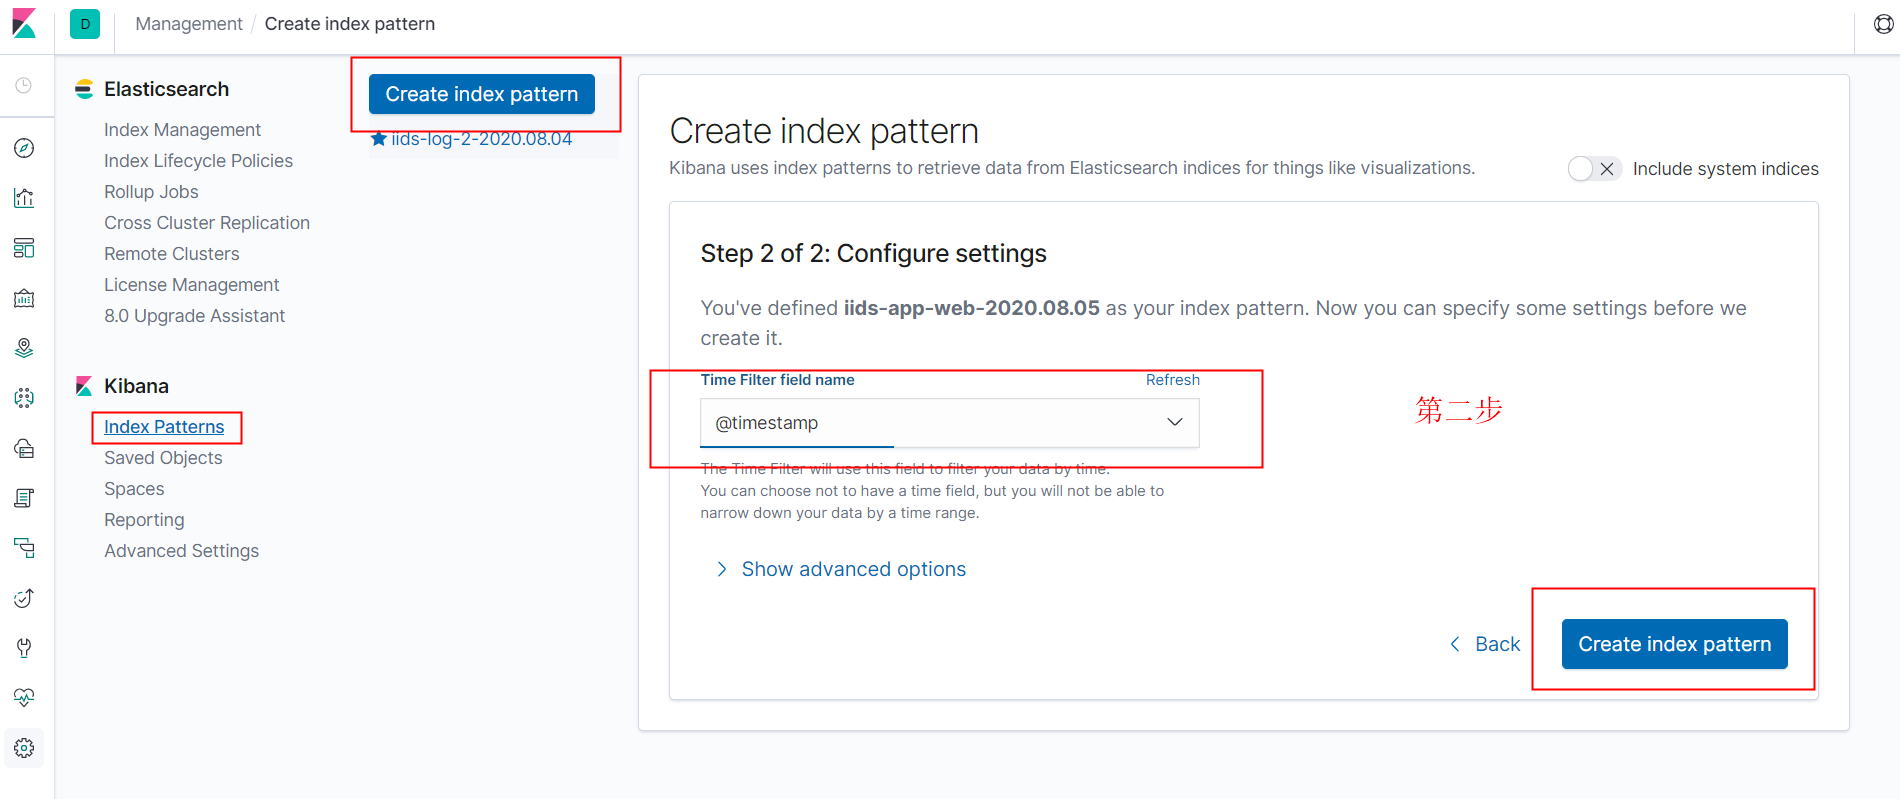 D
Management / Create index pattern
Elasticsearch
Index Management
Index Lifecycle Policies
Rollup Jobs
Cross Cluster Replication
Remote Clusters
License Management
8.0 Upgrade Assistant
Kibana
Index Patterns
Saved Objects
Spaces
Reporting
Advanced Settings
Create index pattern
iids-log-2-2020.08.04
Create index pattern
Kibana uses index patterns to retrieve data from Elasticsearch indices for things like visualizations.
Include system indices
Step 2 of 2: Configure settings
You've defined iids-app-web-2020.08.05 as your index pattern. Now you can specify some settings before we
create it.
Time Filter field name
Refresh
@timestamp
The Time Filter will use this field to filter your data by time.
You can choose not to have a time field, but you will not be able to
narrow down your data by a time range.
第二步
Show advanced options
Back
Create index pattern